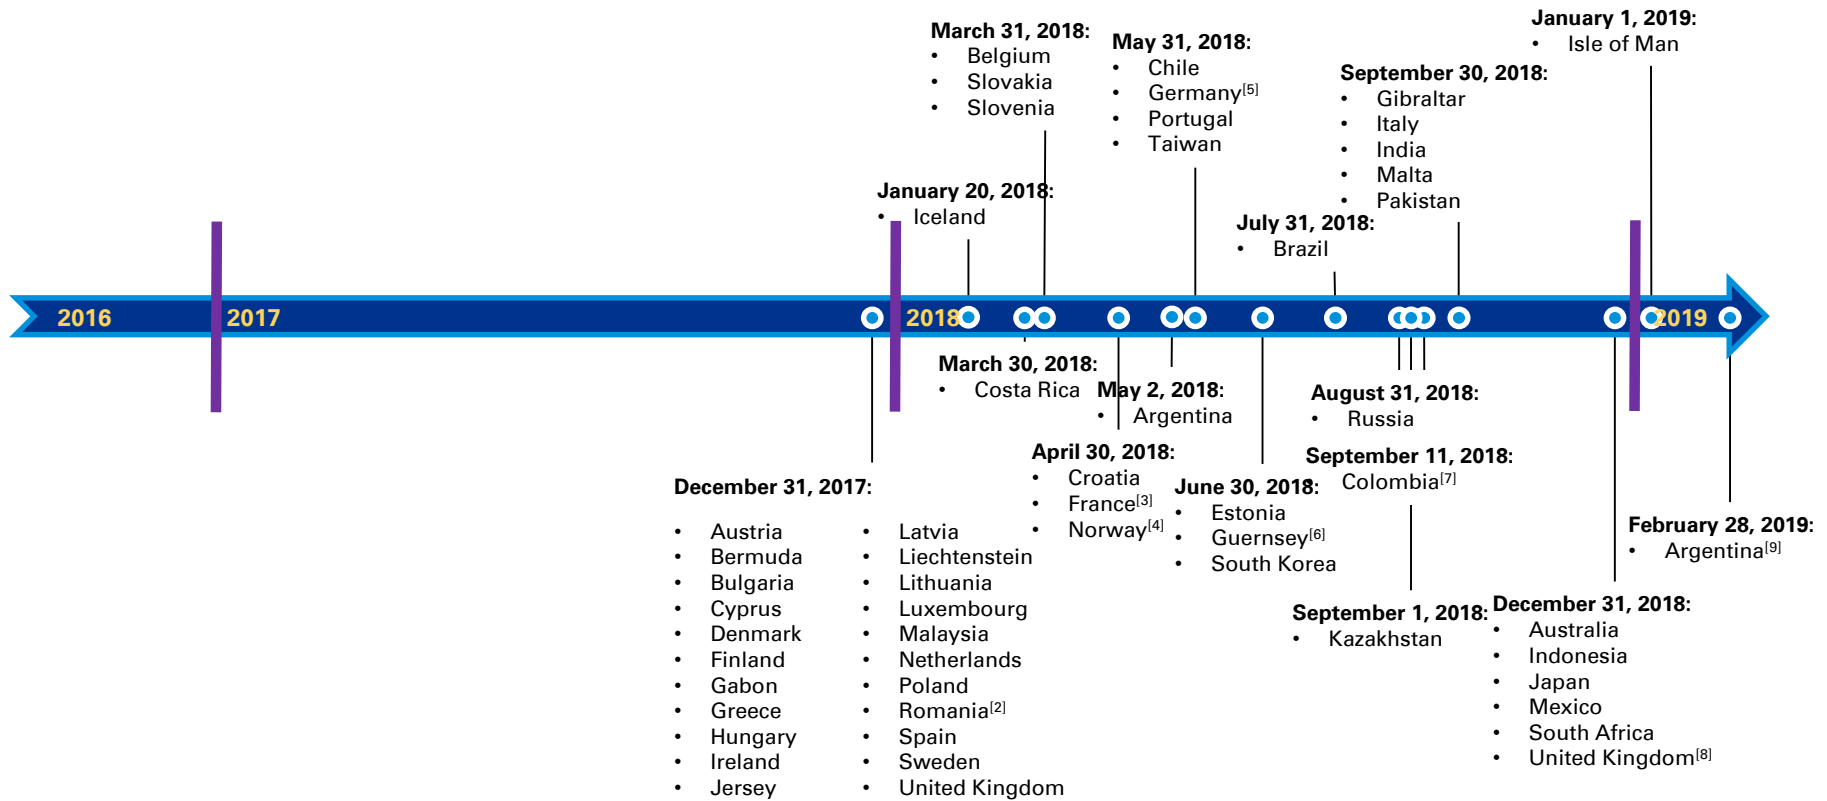 March 31, 2018:
• Belgium
• Slovakia
• Slovenia
May 31, 2018:
• Chile
• Germany[5]
• Portugal
• Taiwan
January 1, 2019:
• Isle of Man
September 30, 2018:
• Gibraltar
• Italy
• India
• Malta
• Pakistan
January 20, 2018:
• Iceland
July 31, 2018:
• Brazil
2016
2017
2018
2019
March 30, 2018:
• Costa Rica
May 2, 2018:
• Argentina
August 31, 2018:
• Russia
April 30, 2018:
• Croatia
• France[3]
• Norway[4]
September 11, 2018:
• Colombia[7]
December 31, 2017:
• Austria
• Bermuda
• Bulgaria
• Cyprus
• Denmark
• Finland
• Gabon
• Greece
• Hungary
• Ireland
• Jersey
• Latvia
• Liechtenstein
• Lithuania
• Luxembourg
• Malaysia
• Netherlands
• Poland
• Romania[2]
• Spain
• Sweden
• United Kingdom
June 30, 2018:
• Estonia
• Guernsey[6]
• South Korea
September 1, 2018:
• Kazakhstan
December 31, 2018:
• Australia
• Indonesia
• Japan
• Mexico
• South Africa
• United Kingdom[8]
February 28, 2019:
• Argentina[9]